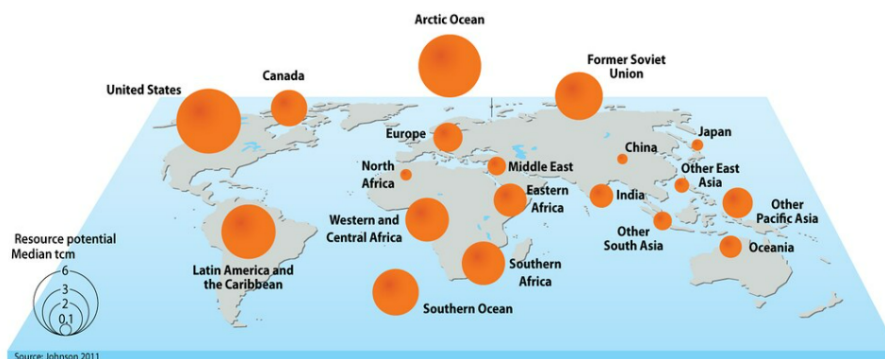 Arctic Ocean
Former Soviet
Union
Canada
United States
Europe
Japan
China
North
Africa
Middle East
Other East
Asia
Eastern
Africa
India
Other
Pacific Asia
Western and
Central Africa
Other
South Asia
Oceania
Latin America and
the Caribbean
Southern
Africa
Southern Ocean
Resource potential
Median tcm
6
3
2
0.1
Source: Johnson 2011